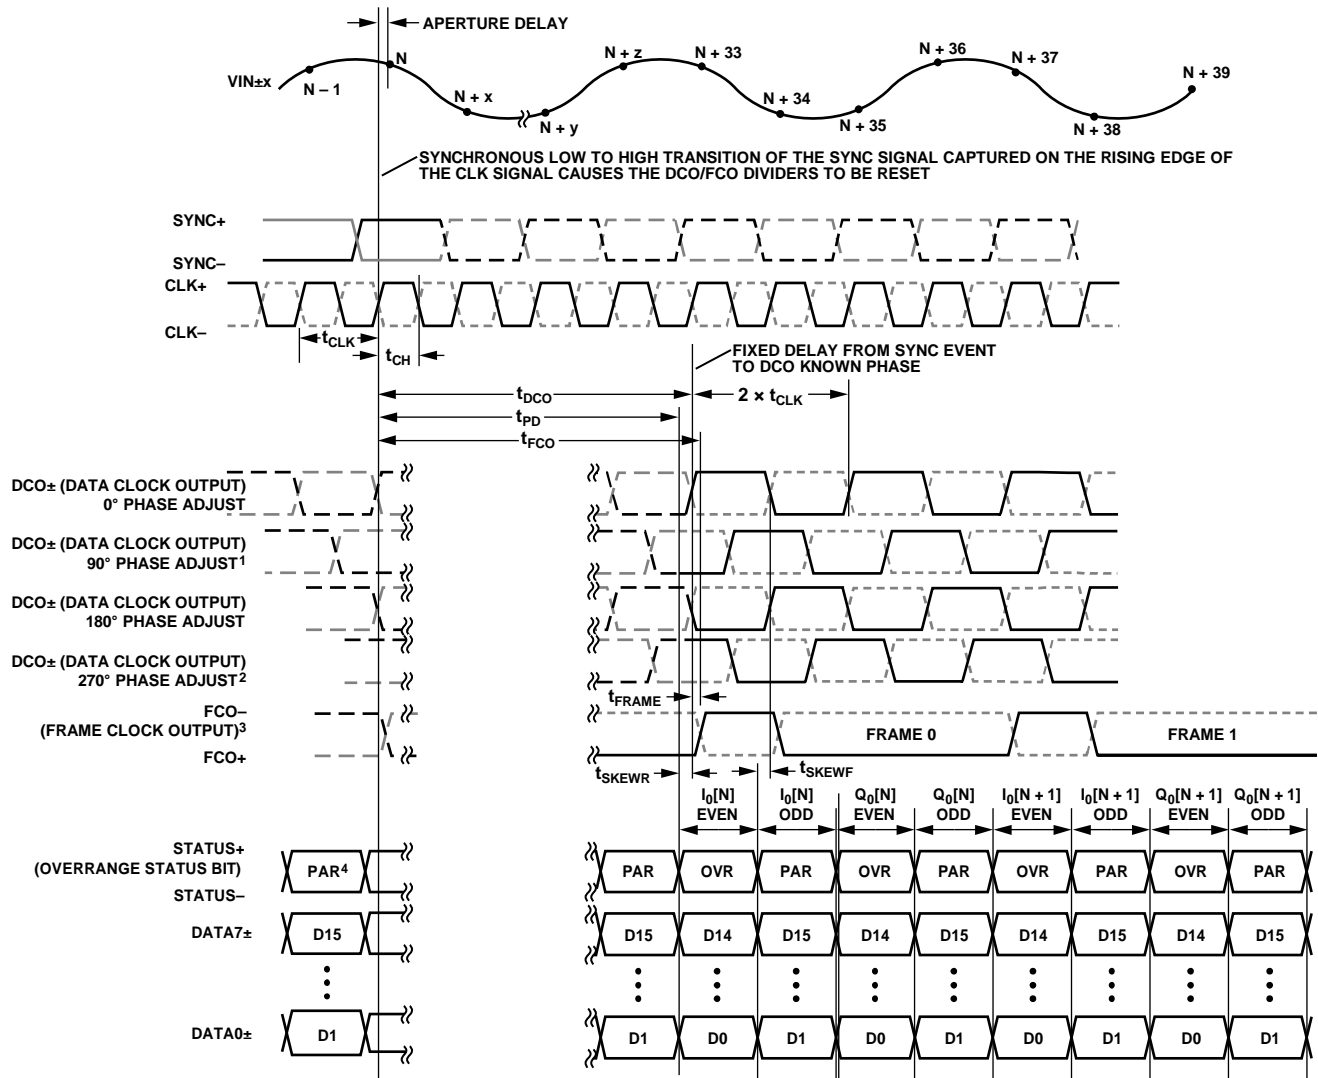 APERTURE DELAY
VIN±x
N – 1
N
N + x
N + y
N + z
N + 33
N + 34
N + 35
N + 36
N + 37
N + 38
N + 39
SYNCHRONOUS LOW TO HIGH TRANSITION OF THE SYNC SIGNAL CAPTURED ON THE RISING EDGE OF
THE CLK SIGNAL CAUSES THE DCO/FCO DIVIDERS TO BE RESET
SYNC+
SYNC–
CLK+
CLK–
tCLK
tCH
FIXED DELAY FROM SYNC EVENT
TO DCO KNOWN PHASE
tDCO
2 × tCLK
tPD
tFCO
DCO± (DATA CLOCK OUTPUT)
0° PHASE ADJUST
DCO± (DATA CLOCK OUTPUT)
90° PHASE ADJUST1
DCO± (DATA CLOCK OUTPUT)
180° PHASE ADJUST
DCO± (DATA CLOCK OUTPUT)
270° PHASE ADJUST2
tFRAME
FCO–
(FRAME CLOCK OUTPUT)3
FCO+
FRAME 0
FRAME 1
tSKEWR
tSKEWF
I0[N] I0[N] Q0[N] Q0[N] I0[N + 1] I0[N + 1] Q0[N + 1] Q0[N + 1]
EVEN ODD EVEN ODD EVEN ODD EVEN ODD
STATUS+
(OVERRANGE STATUS BIT)
STATUS–
PAR4 PAR OVR PAR OVR PAR OVR PAR OVR PAR
DATA7± D15 D15 D14 D15 D14 D15 D14 D15 D14 D15
DATA0± D1 D1 D0 D1 D0 D1 D0 D1 D0 D1